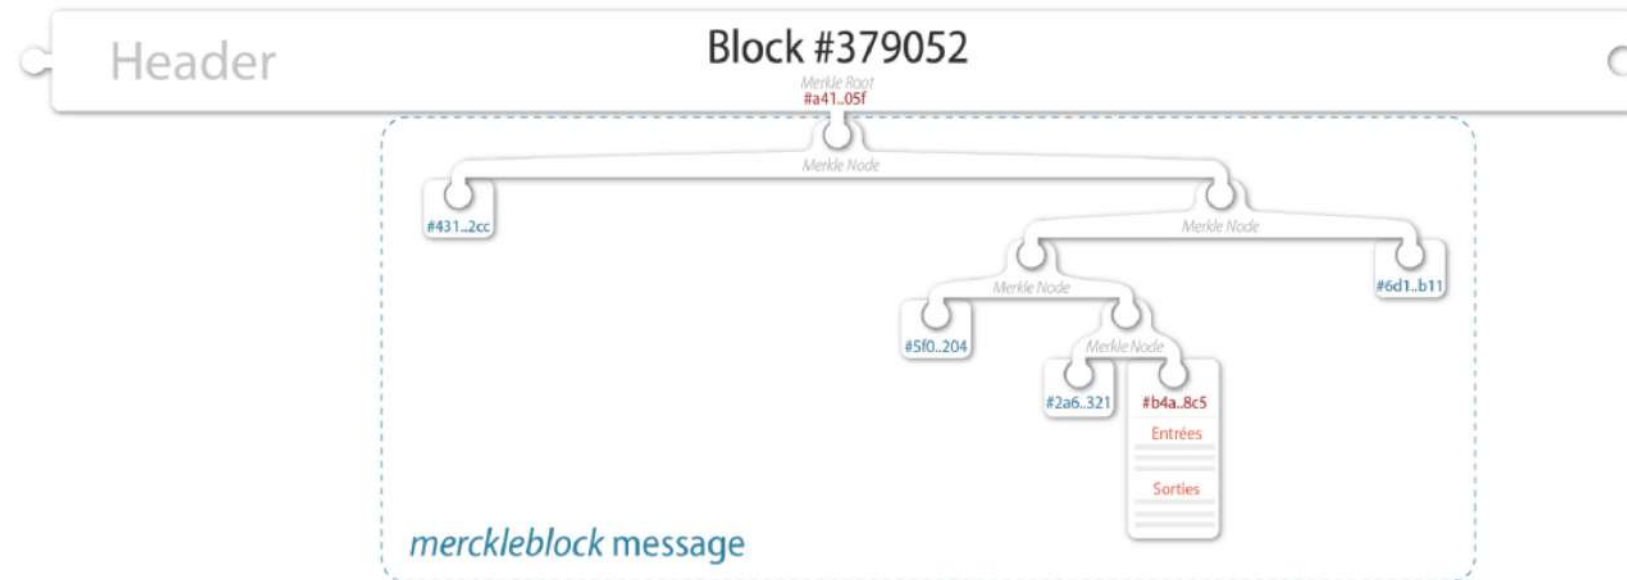 Header
Block #379052
Merkle Root
#a41..05f
Merkle Node
#431..2cc
Merkle Node
#6d1..b11
Merkle Node
#5f0..204
Merkle Node
#2a6..321
#b4a..8c5
Entrées
Sorties
merckleblock message